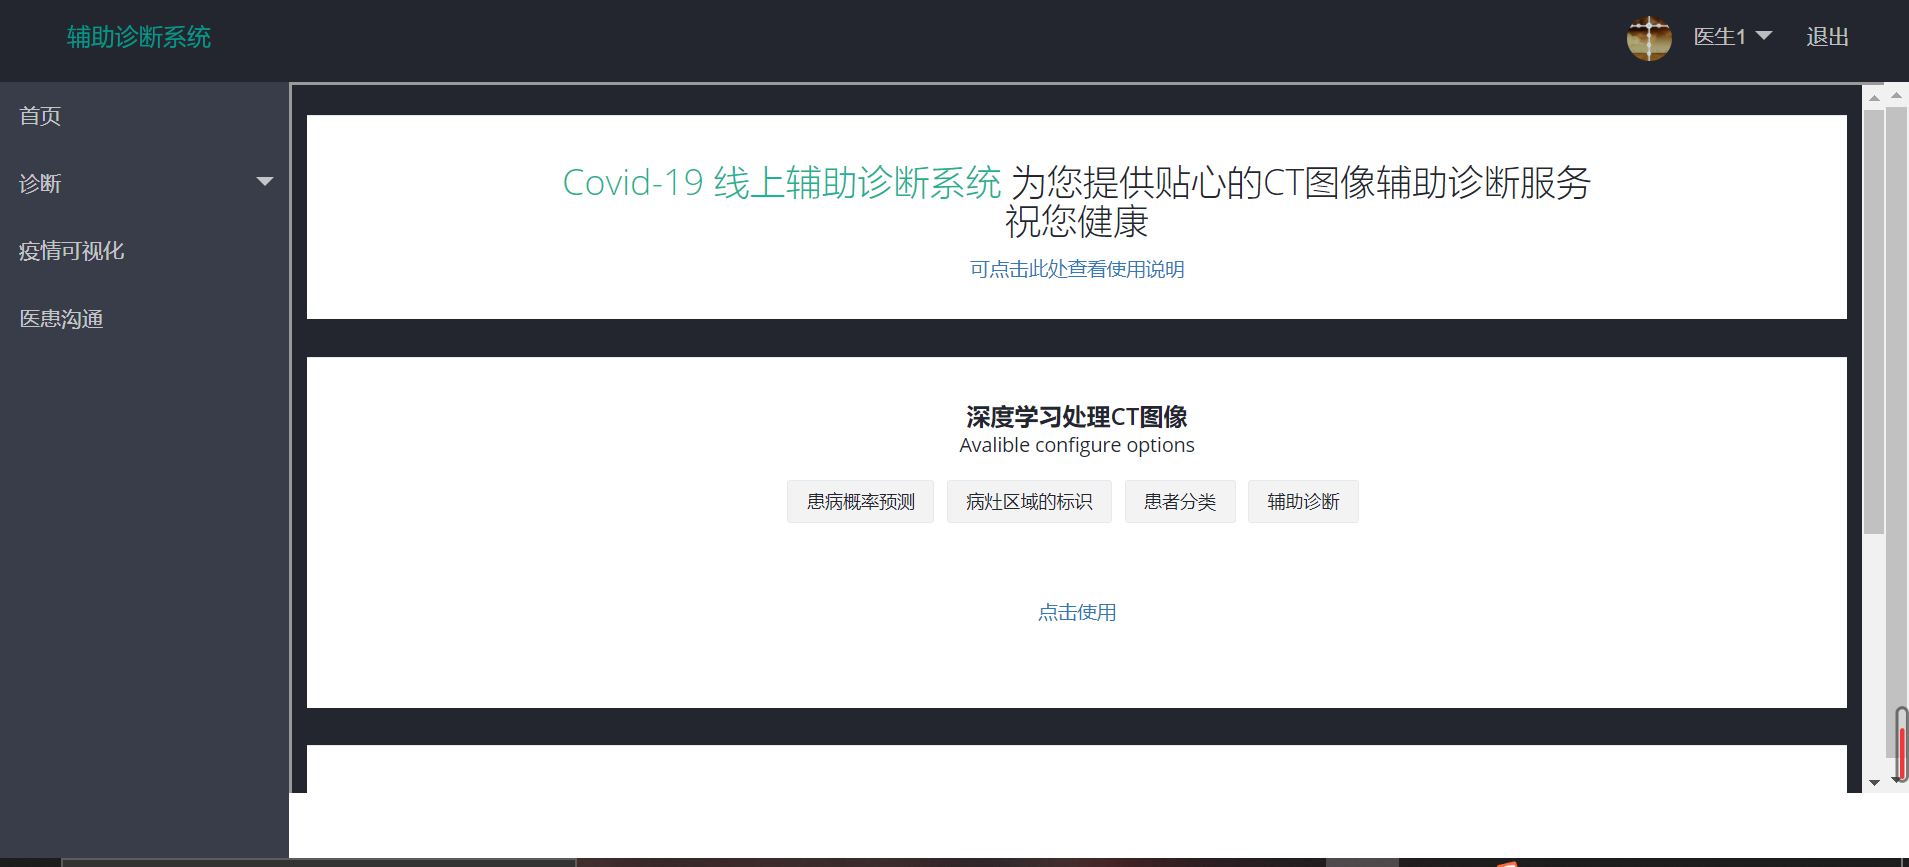 辅助诊断系统
医生1
退出
首页
诊断
疫情可视化
医患沟通
Covid-19 线上辅助诊断系统 为您提供贴心的CT图像辅助诊断服务
祝您健康
可点击此处查看使用说明
深度学习处理CT图像
Avalible configure options
患病概率预测
病灶区域的标识
患者分类
辅助诊断
点击使用